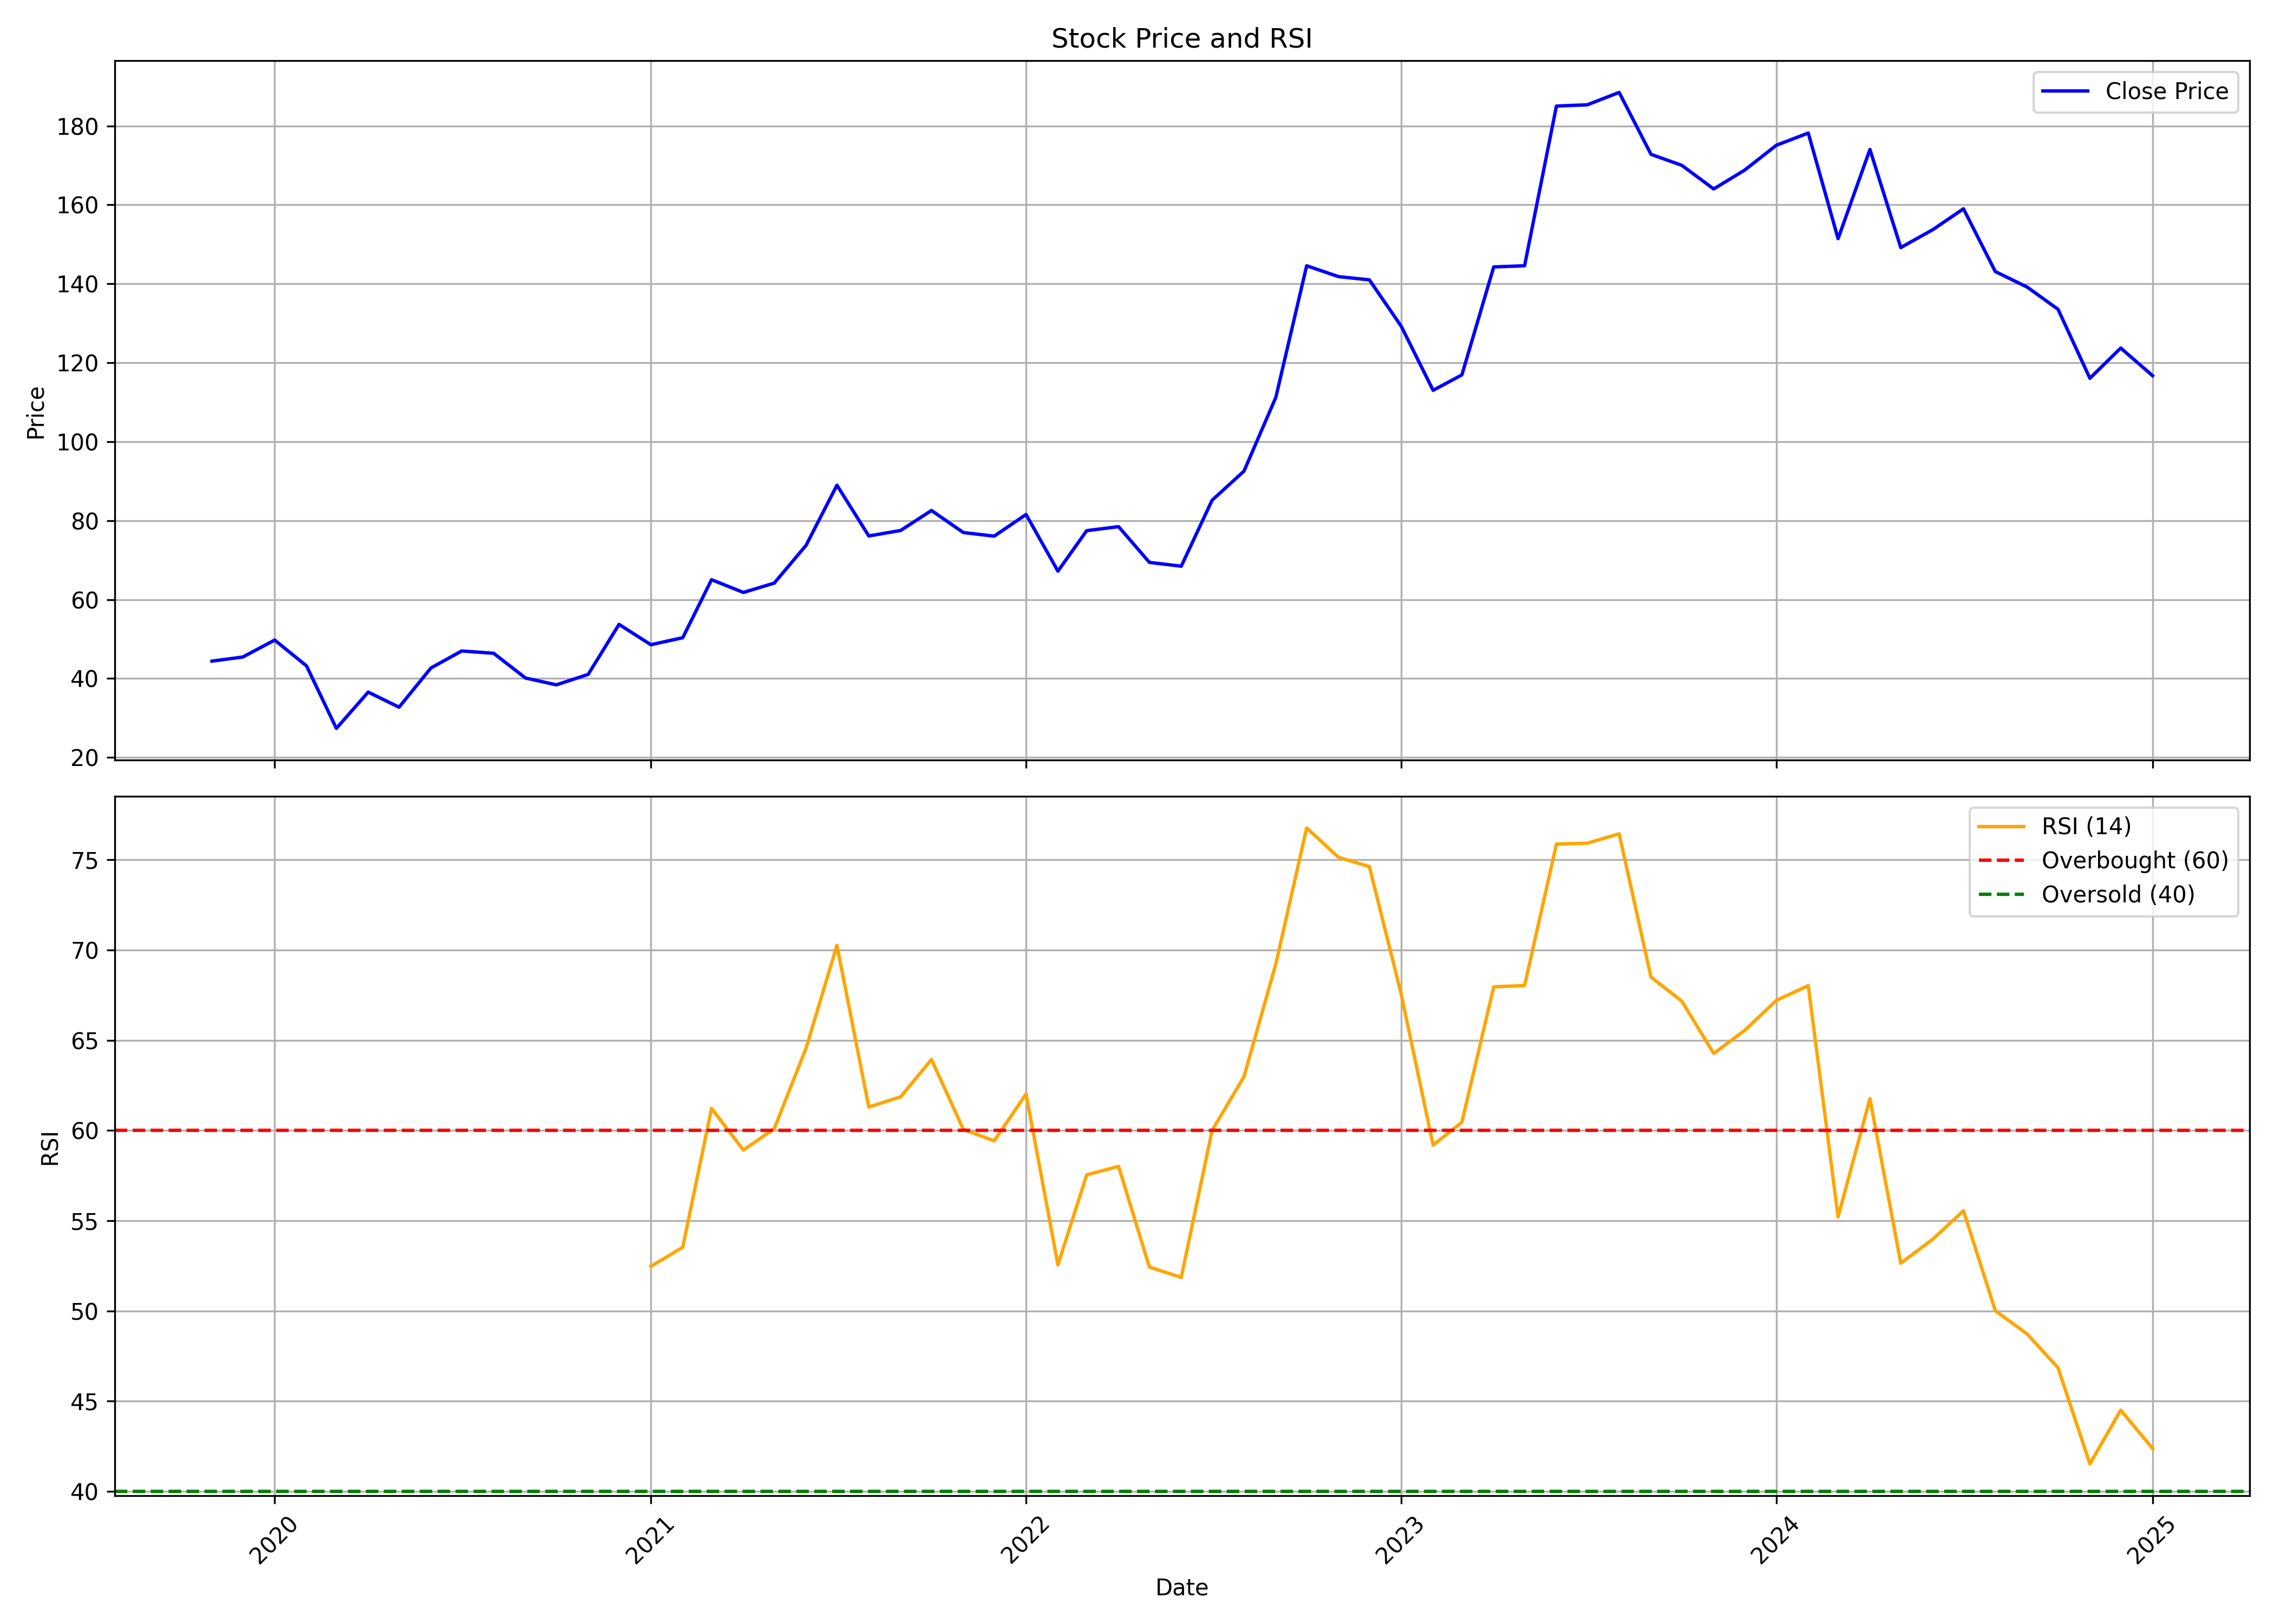 Stock Price and RSI
Close Price
180
160
140
120
100
80
60
40
20
Price
RSI (14)
Overbought (60)
Oversold (40)
75
70
65
60
55
50
45
40
RSI
2020
2021
2022
2023
2024
2025
Date